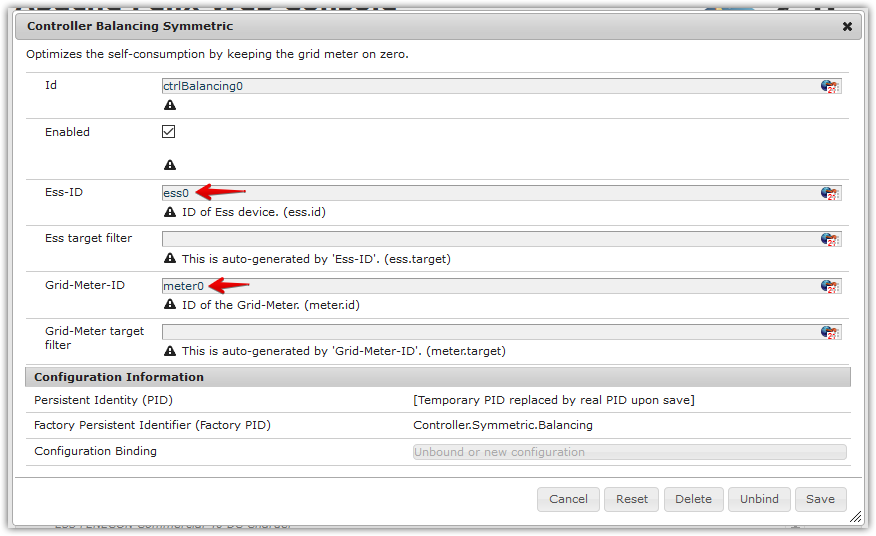 Controller Balancing Symmetric
Optimizes the self-consumption by keeping the grid meter on zero.
Id
ctrlBalancing0
Enabled
Ess-ID
ess0
ID of Ess device. (ess.id)
Ess target filter
This is auto-generated by 'Ess-ID'. (ess.target)
Grid-Meter-ID
meter0
ID of the Grid-Meter. (meter.id)
Grid-Meter target
filter
This is auto-generated by 'Grid-Meter-ID'. (meter.target)
Configuration Information
Persistent Identity (PID)
[Temporary PID replaced by real PID upon save]
Factory Persistent Identifier (Factory PID)
Controller.Symmetric.Balancing
Configuration Binding
Unbound or new configuration
Cancel
Reset
Delete
Unbind
Save